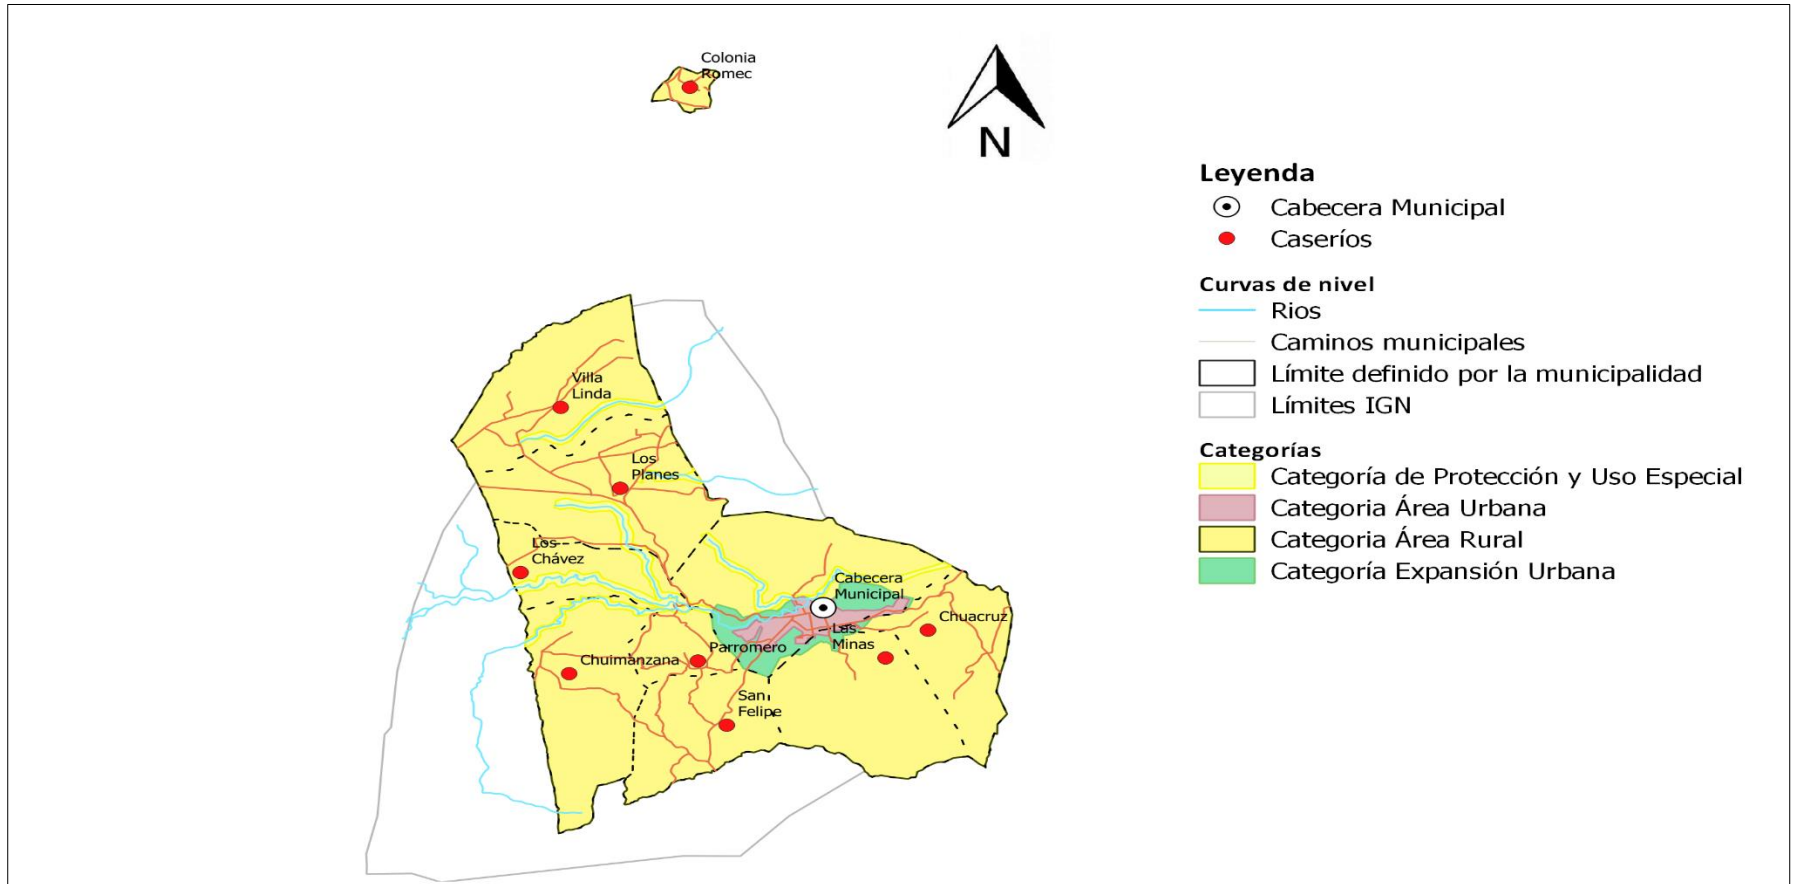 Colonia
Romec
N
Leyenda
Cabecera Municipal
Caseríos
Curvas de nivel
Rios
Caminos municipales
Límite definido por la municipalidad
Límites IGN
Categorías
Categoría de Protección y Uso Especial
Categoria Área Urbana
Categoria Área Rural
Categoría Expansión Urbana
Villa
Linda
Los
Planes
Los
Chávez
Cabecera
Municipal
Chuacruz
Las
Minas
Parromero
Chuimanzana
San
Felipe